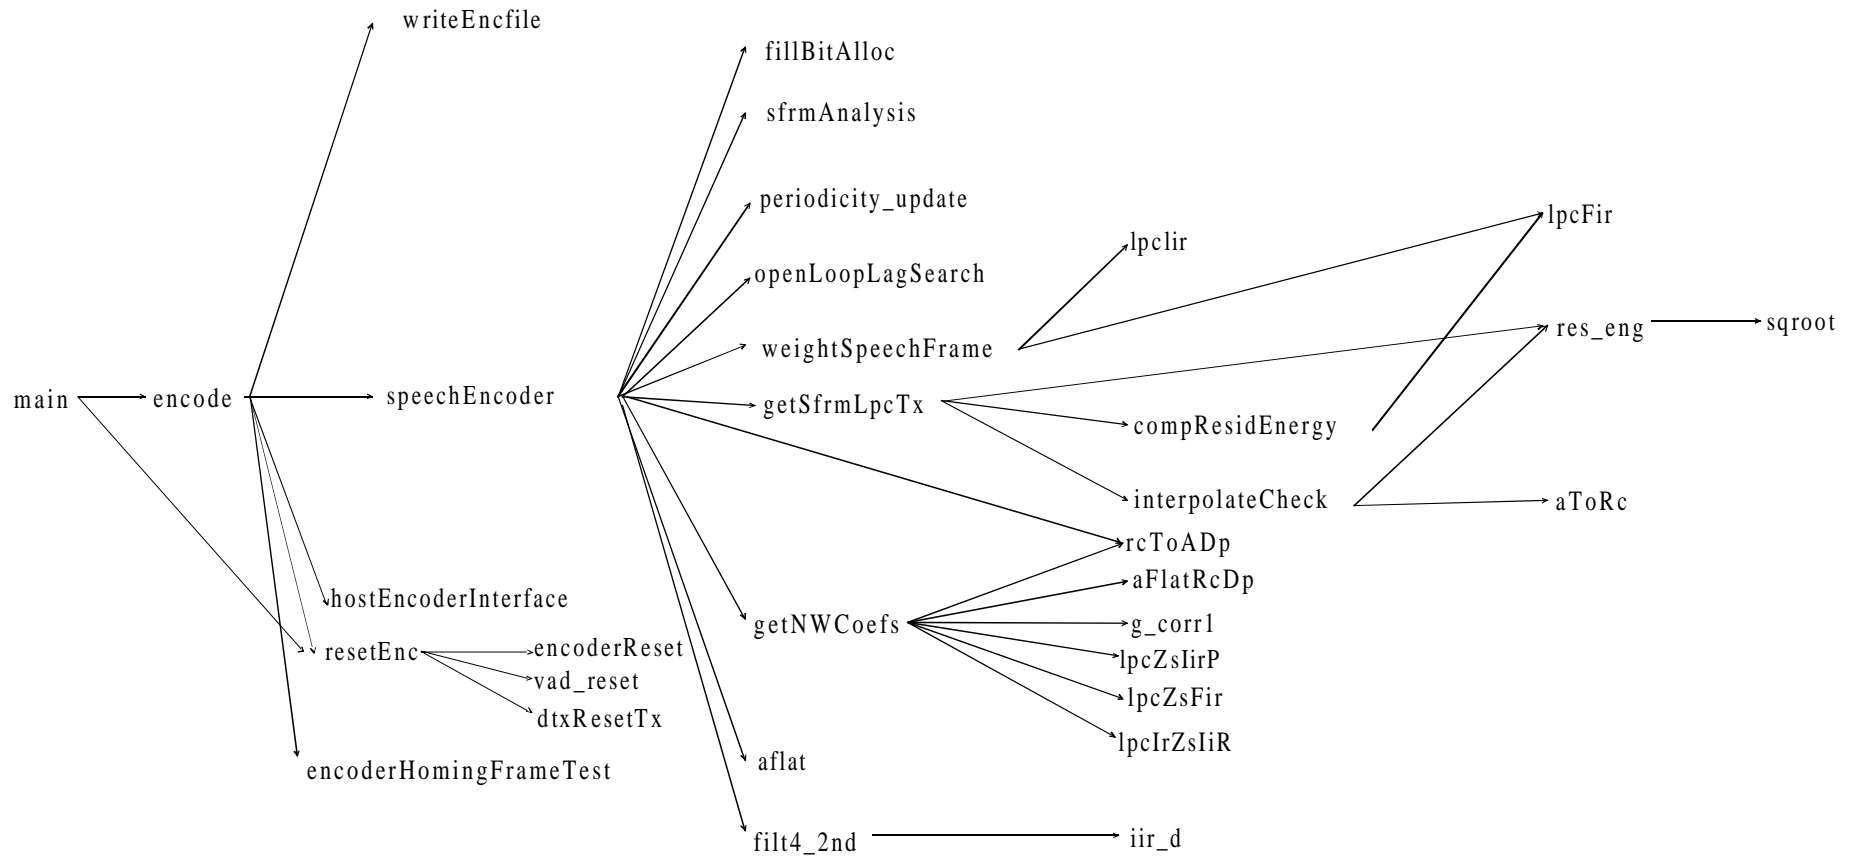 writeEncfile
fillBitAlloc
sfrmAnalysis
periodicity_update
lpcFir
lpcIir
openLoopLagSearch
res_eng
sqroot
weightSpeechFrame
main
encode
speechEncoder
getSfrmLpcTx
compResidEnergy
interpolateCheck
aToRc
rcToADp
aFlatRcDp
hostEncoderInterface
getNWCoefs
g_corr1
resetEnc
encoderReset
lpcZsIirP
vad_reset
lpcZsFir
dtxResetTx
lpcIrZsIiR
encoderHomingFrameTest
aflat
filt4_2nd
iir_d